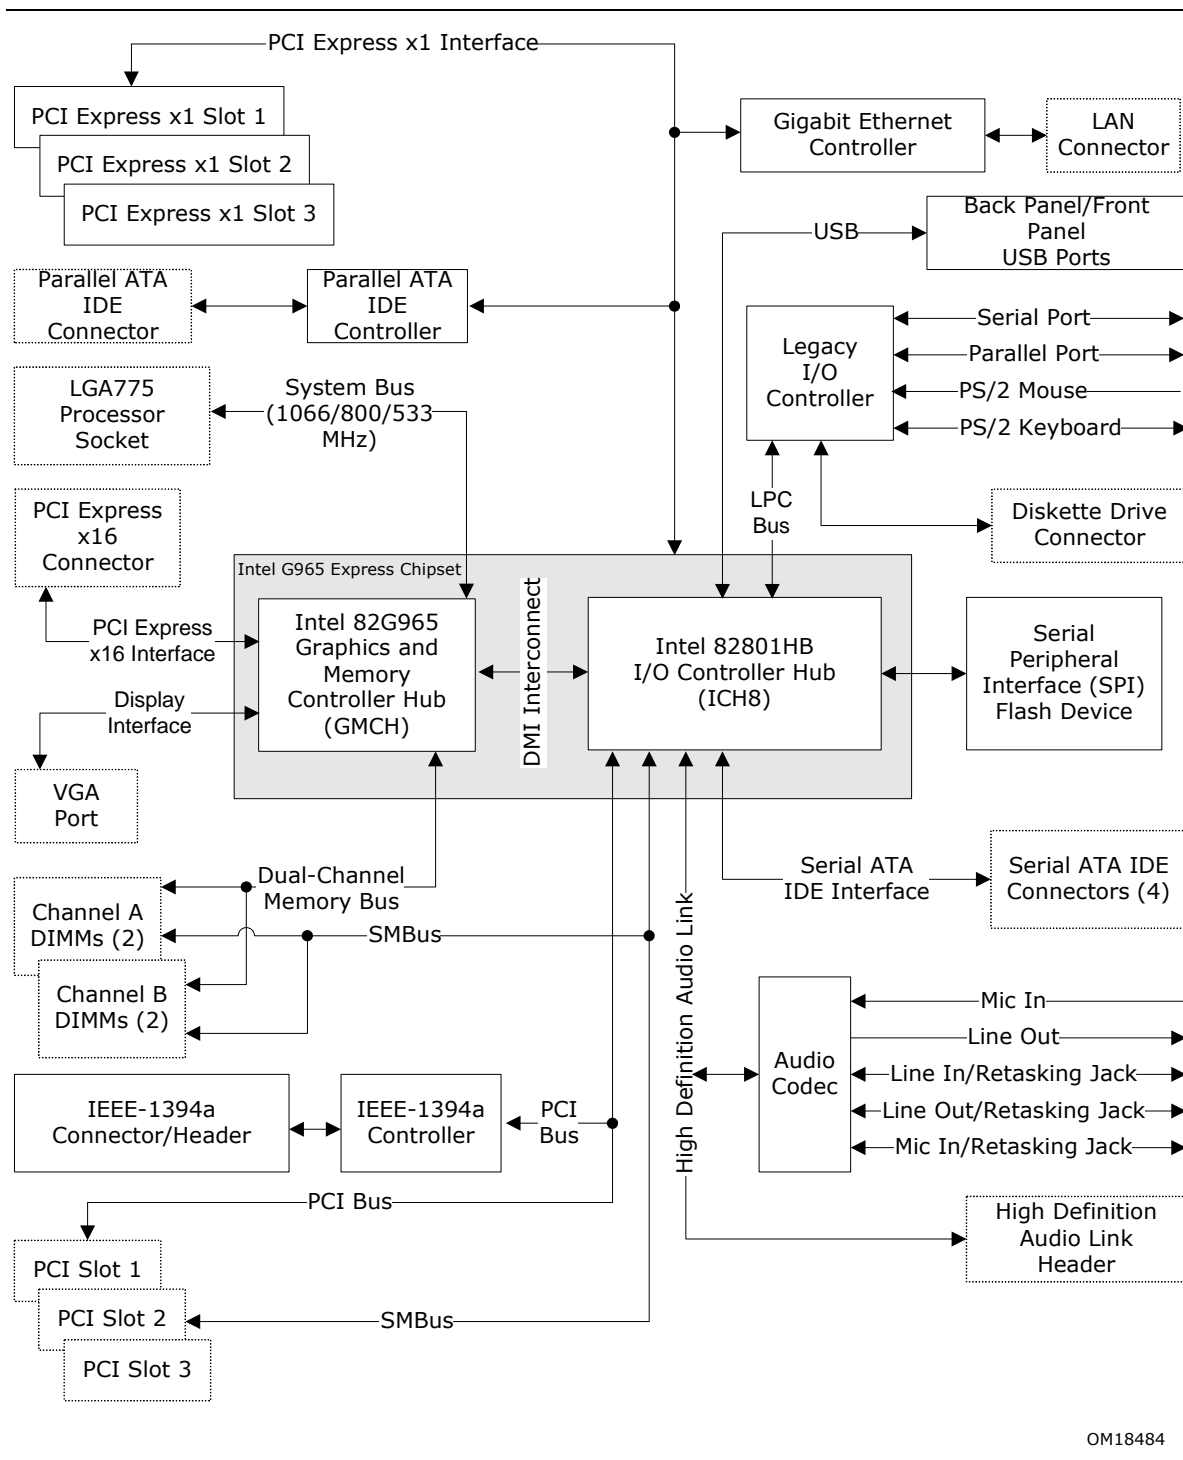 PCI Express x1 Interface
PCI Express x1 Slot 1
PCI Express x1 Slot 2
PCI Express x1 Slot 3
Gigabit Ethernet
Controller
LAN
Connector
USB
Back Panel/Front
Panel
USB Ports
Parallel ATA
IDE
Connector
Parallel ATA
IDE
Controller
Legacy
I/O
Controller
Serial Port
Parallel Port
PS/2 Mouse
PS/2 Keyboard
LGA775
Processor
Socket
System Bus
(1066/800/533
MHz)
LPC
Bus
Diskette Drive
Connector
PCI Express
x16
Connector
Intel G965 Express Chipset
PCI Express
x16 Interface
Intel 82G965
Graphics and
Memory
Controller Hub
(GMCH)
DMI Interconnect
Intel 82801HB
I/O Controller Hub
(ICH8)
Serial
Peripheral
Interface (SPI)
Flash Device
Display
Interface
VGA
Port
Dual-Channel
Memory Bus
Serial ATA
IDE Interface
Serial ATA IDE
Connectors (4)
Channel A
DIMMs (2)
SMBus
Channel B
DIMMs (2)
High Definition Audio Link
Audio
Codec
Mic In
Line Out
Line In/Retasking Jack
Line Out/Retasking Jack
Mic In/Retasking Jack
IEEE-1394a
Connector/Header
IEEE-1394a
Controller
PCI
Bus
PCI Bus
High Definition
Audio Link
Header
PCI Slot 1
PCI Slot 2
PCI Slot 3
SMBus
OM18484